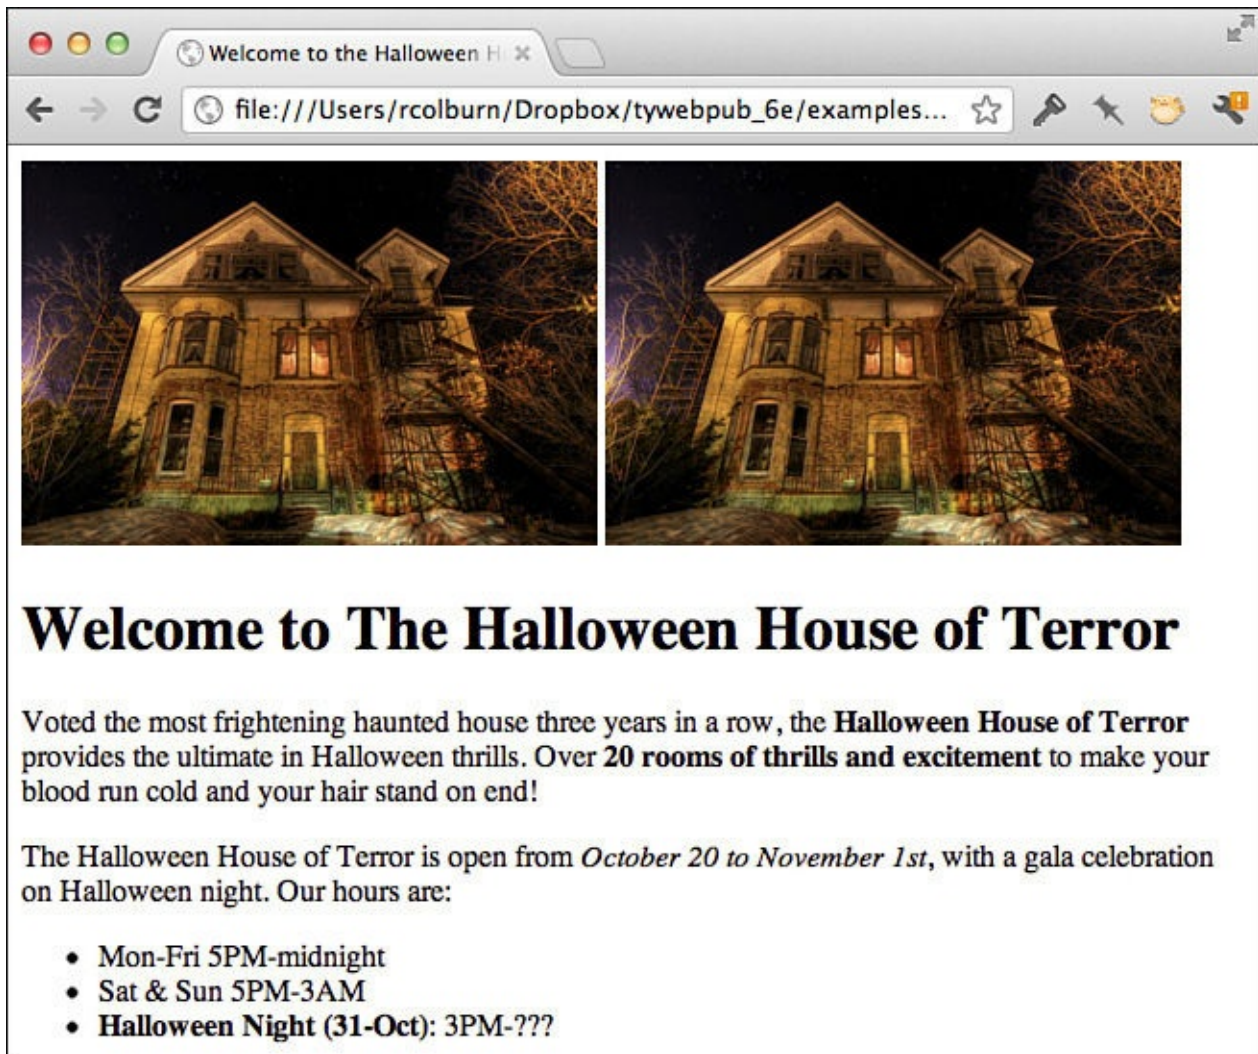 Welcome to the Halloween H
file:///Users/rcolburn/Dropbox/tywebpub_6e/examples...
Welcome to The Halloween House of Terror
Voted the most frightening haunted house three years in a row, the Halloween House of Terror
provides the ultimate in Halloween thrills. Over 20 rooms of thrills and excitement to make your
blood run cold and your hair stand on end!
The Halloween House of Terror is open from October 20 to November 1st, with a gala celebration
on Halloween night. Our hours are:
• Mon-Fri 5PM-midnight
• Sat & Sun 5PM-3AM
• Halloween Night (31-Oct): 3PM-???